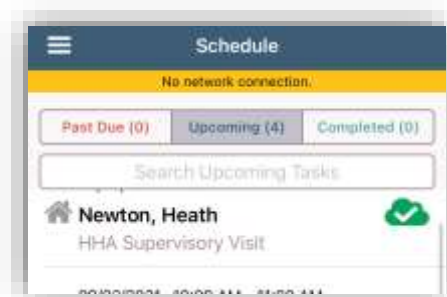 Schedule
No network connection.
Past Due (0) Upcoming (4) Completed (0)
Search Upcoming Tasks
Newton, Heath
HHA Supervisory Visit